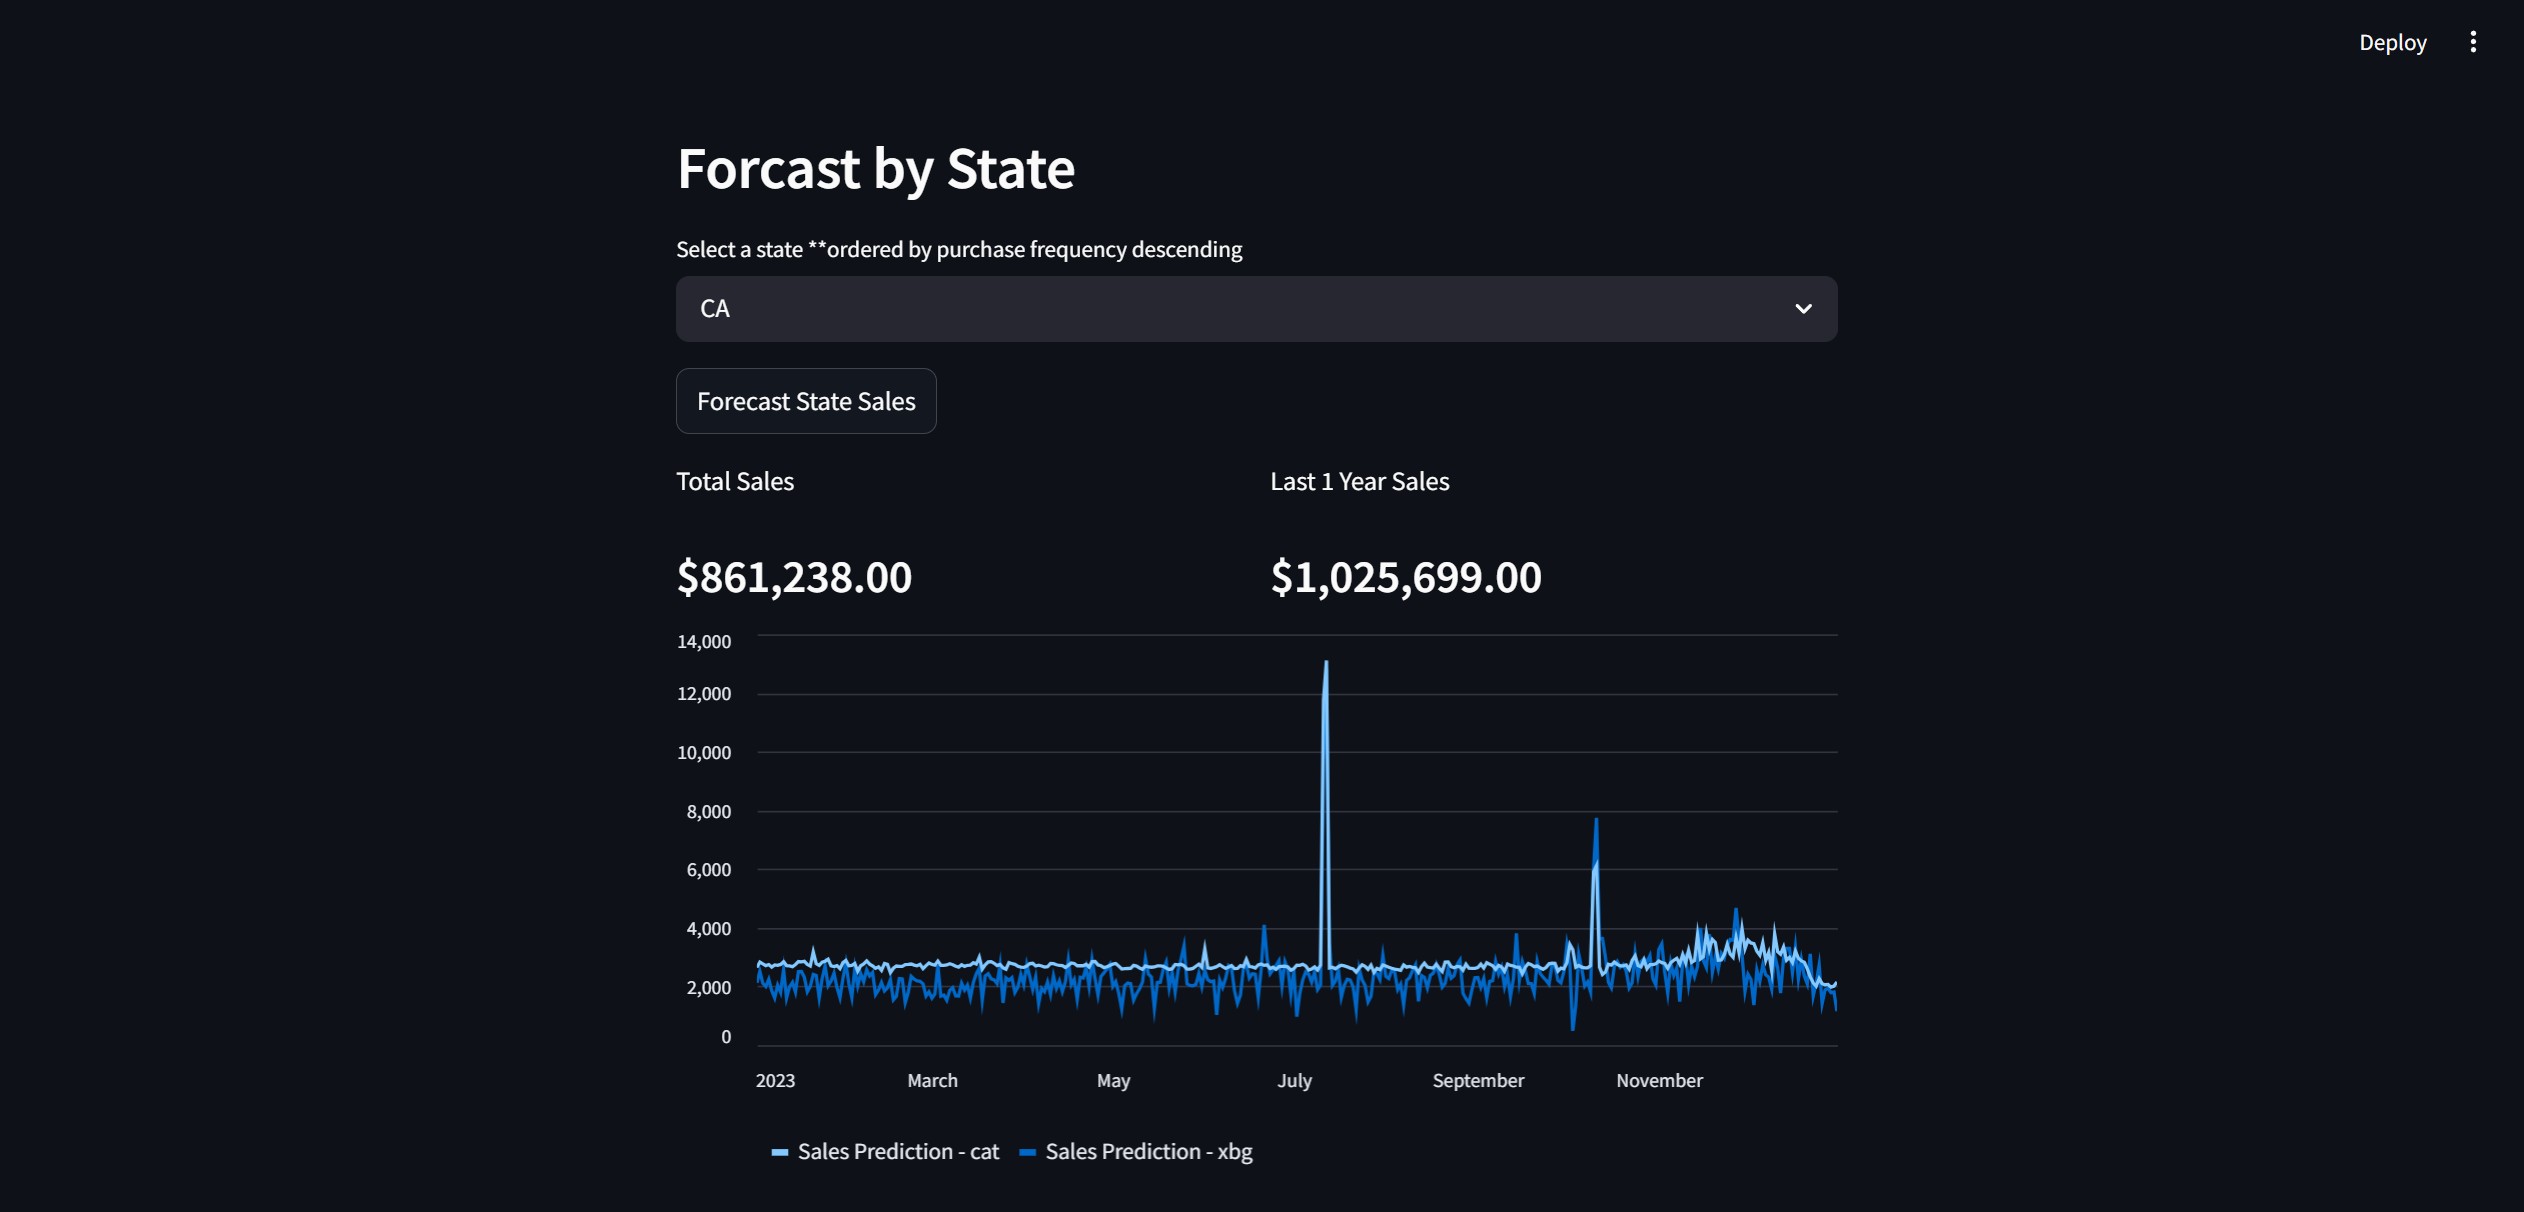 Deploy
Forcast by State
Select a state **ordered by purchase frequency descending
CA
Forecast State Sales
Total Sales
Last 1 Year Sales
$861,238.00
$1,025,699.00
14,000
12,000
10,000
8,000
6,000
4,000
2,000
0
2023 March May July September November
Sales Prediction - cat Sales Prediction - xbg